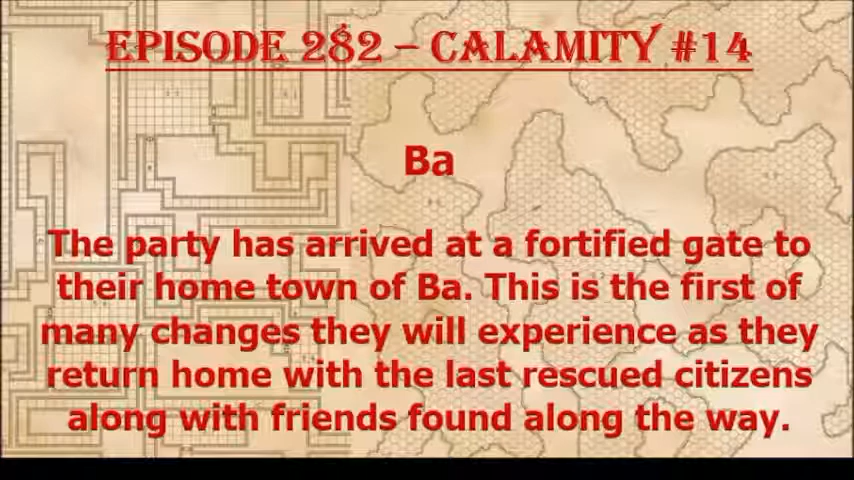 EPISODE 282 – CALAMITY #14
Ba
The party has arrived at a fortified gate to
their home town of Ba. This is the first of
many changes they will experience as they
return home with the last rescued citizens
along with friends found along the way.